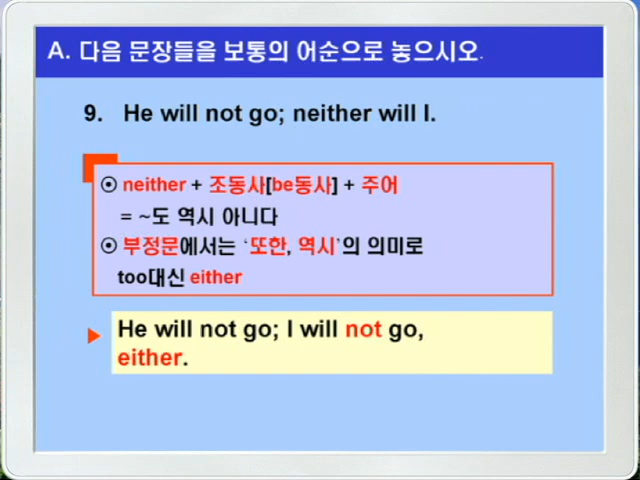 A. 다음 문장들을 보통의 어순으로 놓으시오.
9. He will not go; neither will I.
⊙ neither + 조동사[be동사] + 주어
= ~도 역시 아니다
⊙ 부정문에서는 ‘또한, 역시’의 의미로
too대신 either
▶ He will not go; I will not go,
either.